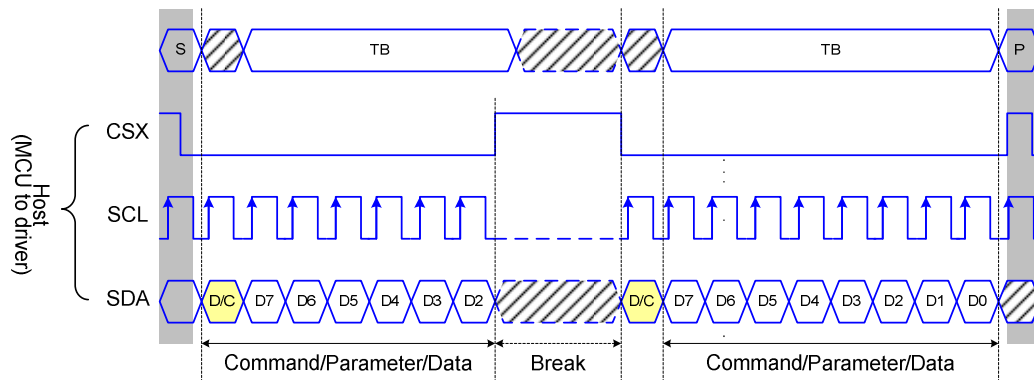 S TB TB P
CSX
SCL
SDA D/C D7 D6 D5 D4 D3 D2 D/C D7 D6 D5 D4 D3 D2 D1 D0
Host
(MCU to driver)
Command/Parameter/Data Break Command/Parameter/Data